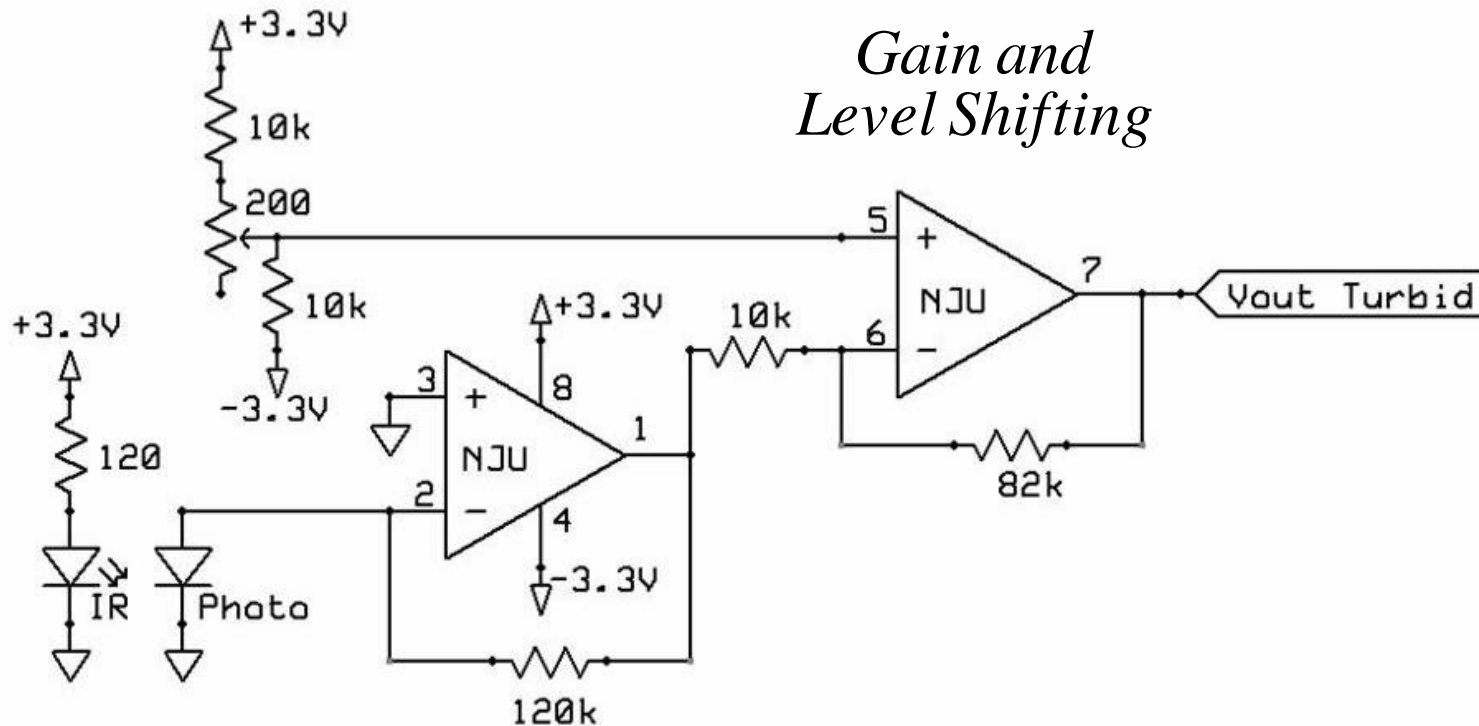 Gain and
Level Shifting
+3.3V
10k
200
10k
-3.3V
+3.3V
120
IR
Photo
3
+
2
-
NJU
8
+3.3V
4
-3.3V
1
120k
10k
5
+
6
-
NJU
7
82k
Vout Turbid